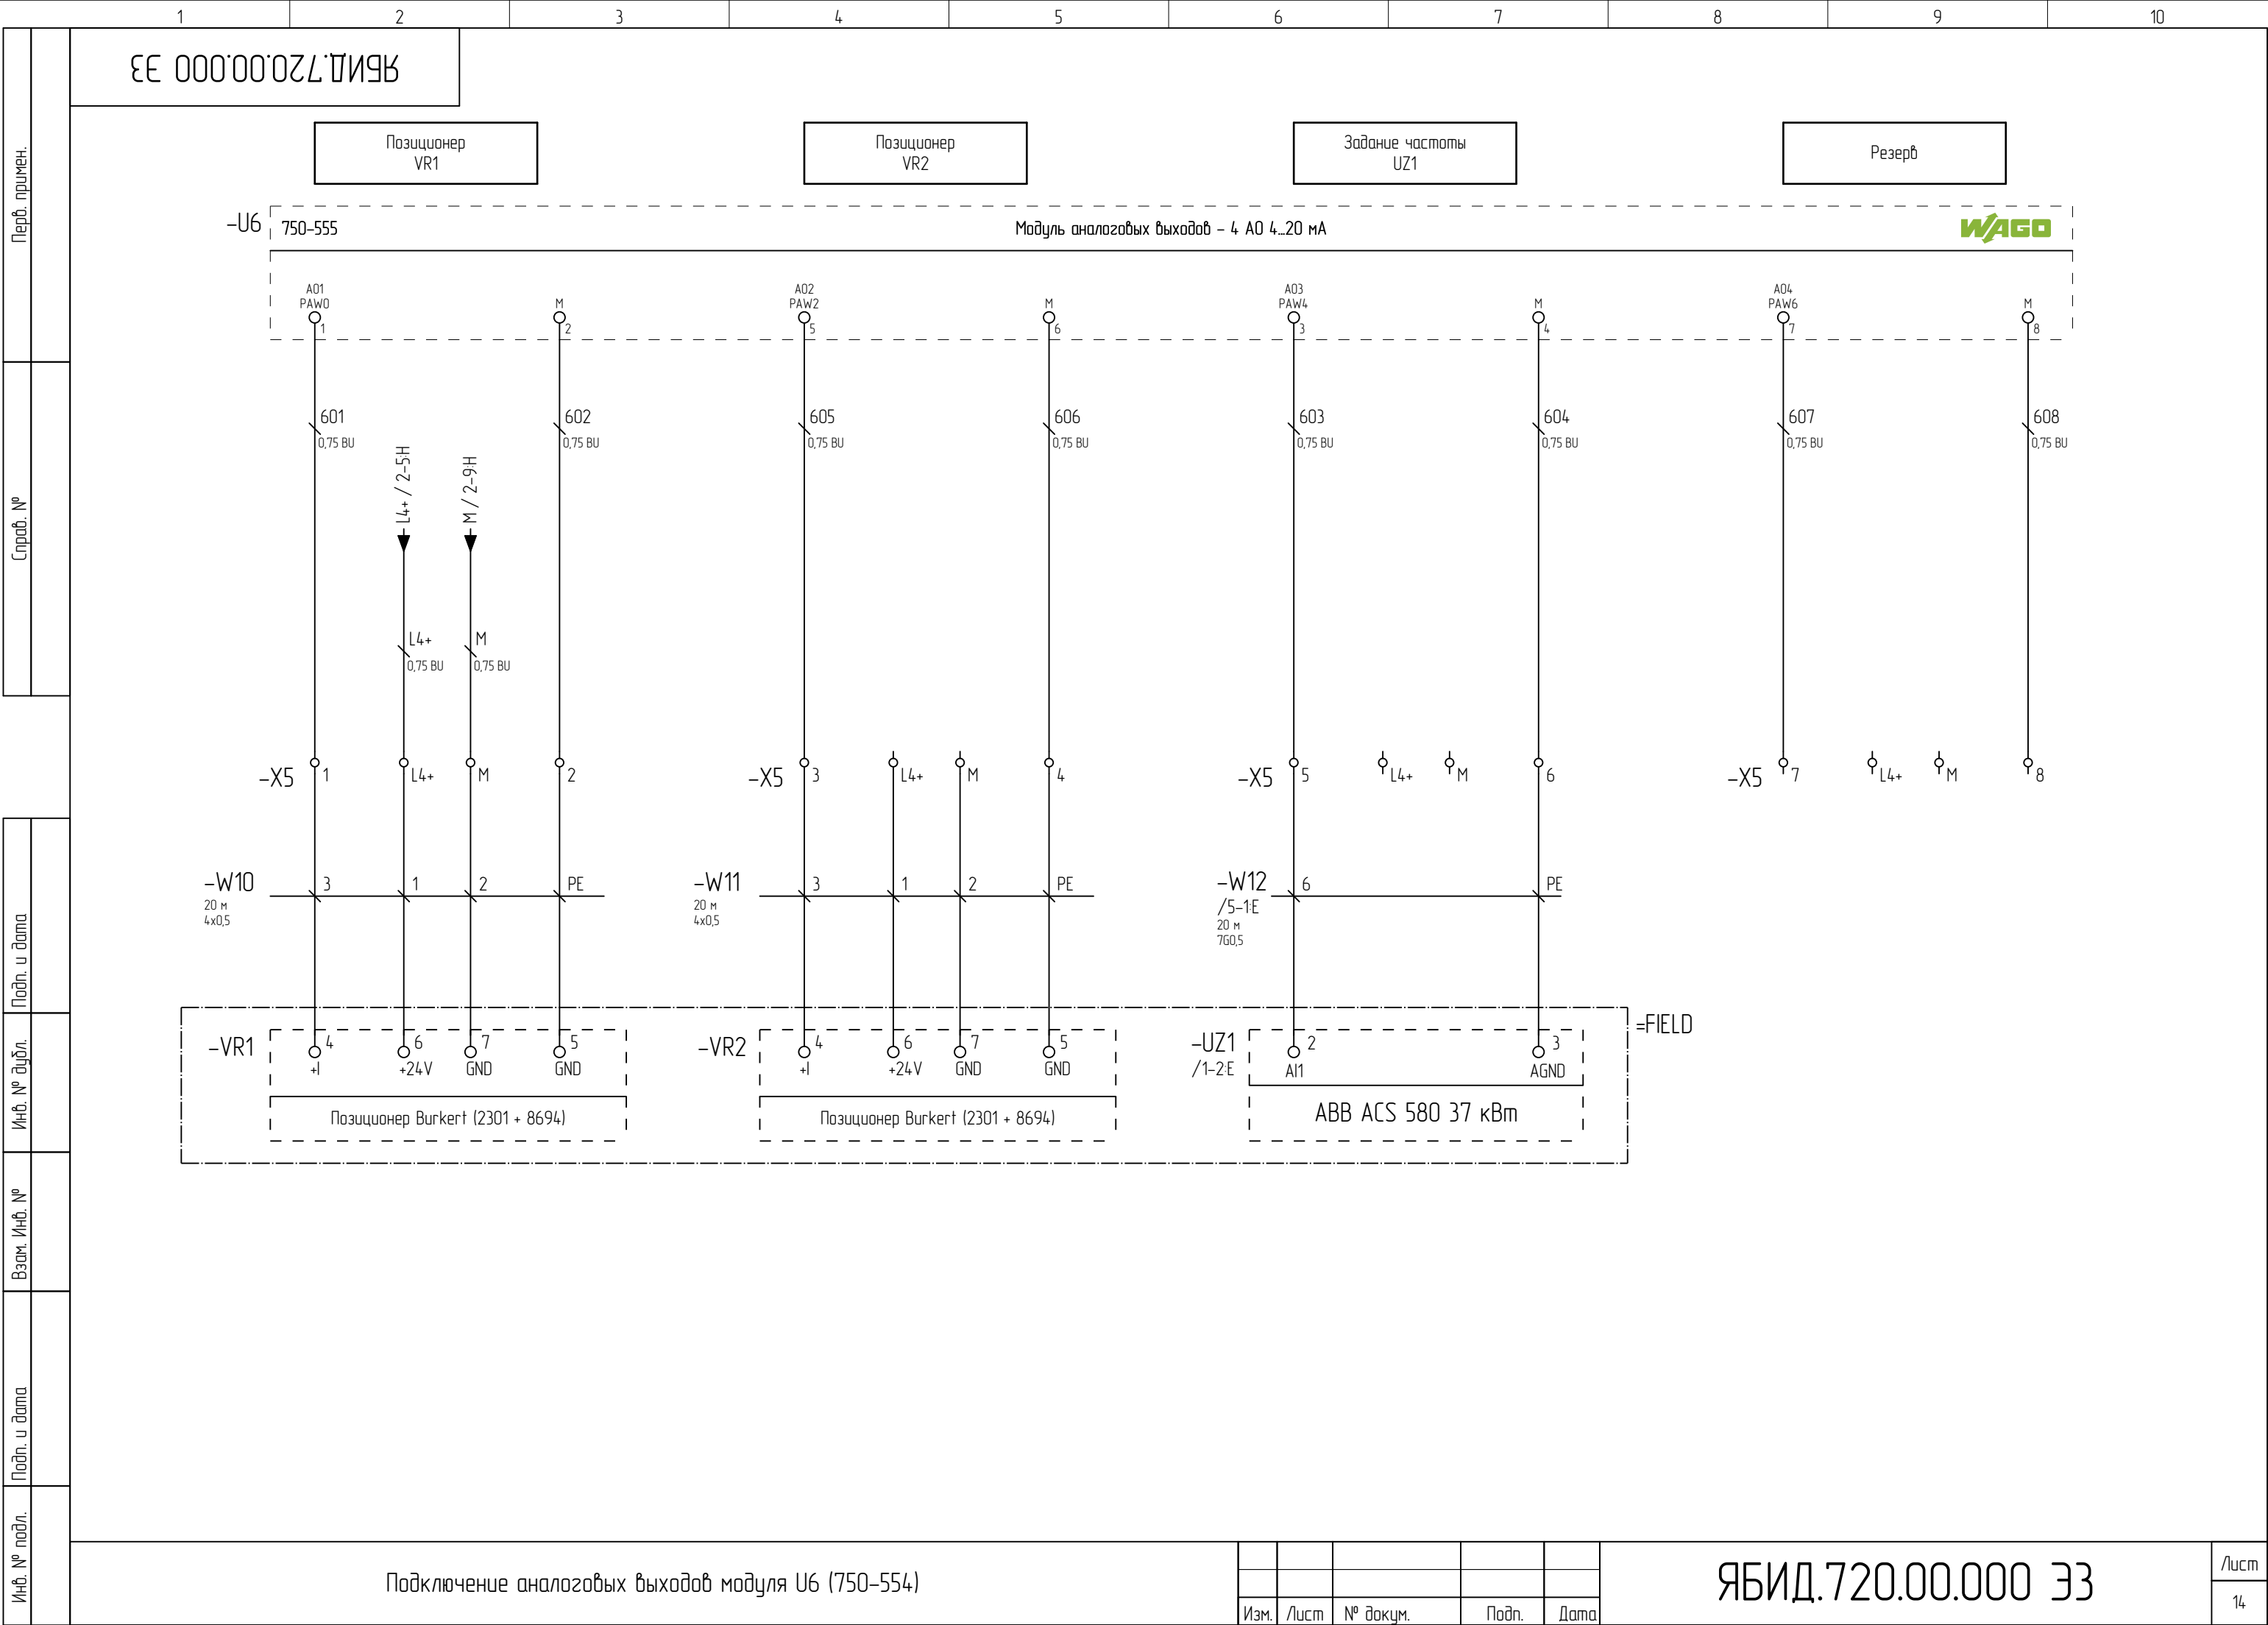 1 2 3 4 5 6 7 8 9 10
ЯБИД.720.00.000 ЭЗ
Перв. примен.
Справ. №
Подп. и дата
Инв. № дубл.
Взам. Инв. №
Подп. и дата
Инв. № подл.
Позиционер
VR1
Позиционер
VR2
Задание частоты
UZ1
Резерв
-U6
750-555
Модуль аналоговых выходов - 4 AO 4...20 мА
WAGO
AO1 AO2 AO3 AO4
PAW0 M PAW2 M PAW4 M PAW6 M
1 2 5 6 3 4 7 8
601 602 605 606 603 604 607 608
0,75 BU 0,75 BU 0,75 BU 0,75 BU 0,75 BU 0,75 BU 0,75 BU 0,75 BU
L4+ / 2-5:H
M / 2-9:H
L4+ M
0,75 BU 0,75 BU
-X5 1 L4+ M 2
-X5 3 L4+ M 4
-X5 5 L4+ M 6
-X5 7 L4+ M 8
-W10 3 1 2 PE
20 м
4x0,5
-W11 3 1 2 PE
20 м
4x0,5
-W12 6 PE
/5-1:E
20 м
7G0,5
=FIELD
-VR1 4 6 7 5
+I +24V GND GND
Позиционер Burkert (2301 + 8694)
-VR2 4 6 7 5
+I +24V GND GND
Позиционер Burkert (2301 + 8694)
-UZ1 2 3
/1-2:E AI1 AGND
ABB ACS 580 37 кВт
Подключение аналоговых выходов модуля U6 (750-554)
Изм. Лист № докум. Подп. Дата
ЯБИД.720.00.000 ЭЗ
Лист
14